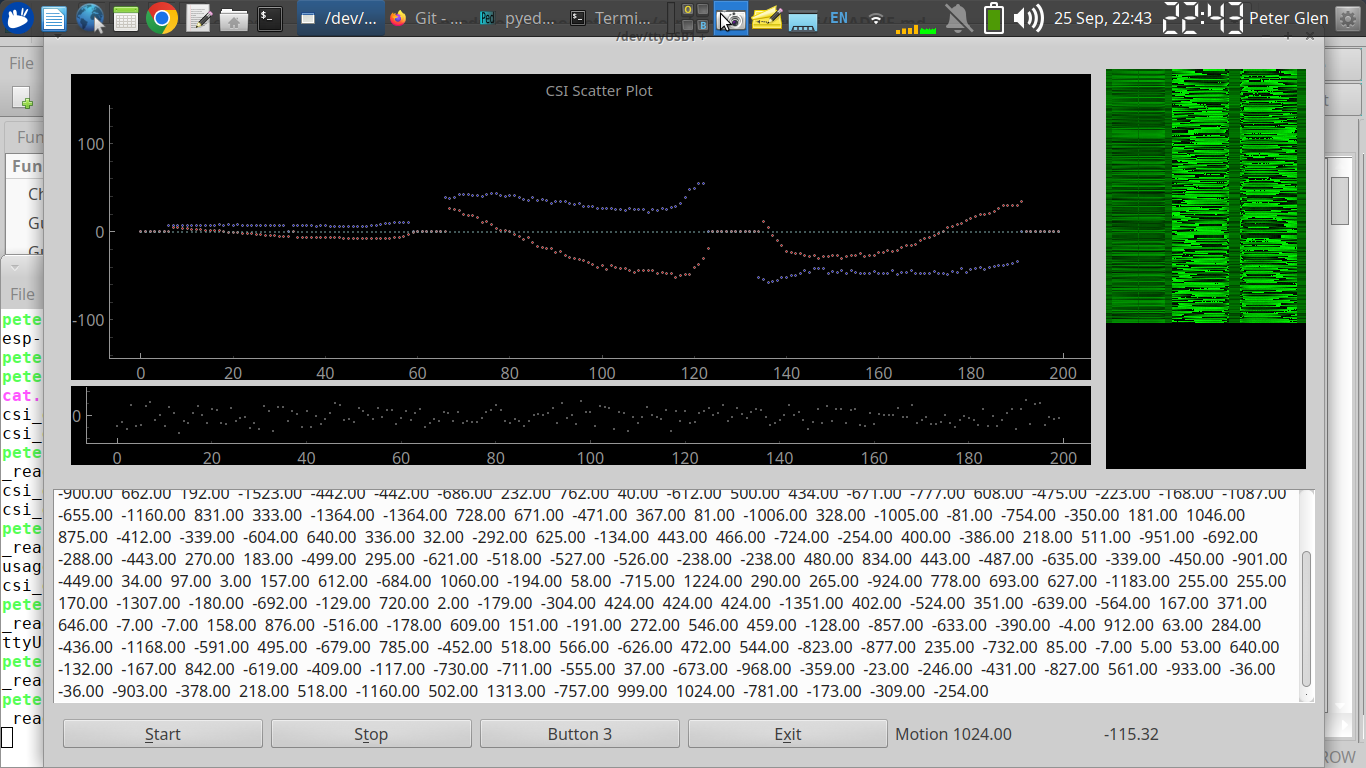 /dev/... Git - ... pyed... Termi... EN 25 Sep, 22:43 22:43 Peter Glen
/dev/ttyUSB1
File
Fun
Fun
Ch
Gu
File
pete
esp-
pete
pete
cat.
csi_
csi_
pete
_rea
csi_
csi_
pete
_rea
usag
csi_
pete
_rea
ttyU
pete
_rea
pete
_rea
CSI Scatter Plot
100
0
-100
0 20 40 60 80 100 120 140 160 180 200
0
0 20 40 60 80 100 120 140 160 180 200
-900.00 662.00 192.00 -1523.00 -442.00 -442.00 -686.00 232.00 762.00 40.00 -612.00 500.00 434.00 -671.00 -777.00 608.00 -475.00 -223.00 -168.00 -1087.00
-655.00 -1160.00 831.00 333.00 -1364.00 -1364.00 728.00 671.00 -471.00 367.00 81.00 -1006.00 328.00 -1005.00 -81.00 -754.00 -350.00 181.00 1046.00
875.00 -412.00 -339.00 -604.00 640.00 336.00 32.00 -292.00 625.00 -134.00 443.00 466.00 -724.00 -254.00 400.00 -386.00 218.00 511.00 -951.00 -692.00
-288.00 -443.00 270.00 183.00 -499.00 295.00 -621.00 -518.00 -527.00 -526.00 -238.00 -238.00 480.00 834.00 443.00 -487.00 -635.00 -339.00 -450.00 -901.00
-449.00 34.00 97.00 3.00 157.00 612.00 -684.00 1060.00 -194.00 58.00 -715.00 1224.00 290.00 265.00 -924.00 778.00 693.00 627.00 -1183.00 255.00 255.00
170.00 -1307.00 -180.00 -692.00 -129.00 720.00 2.00 -179.00 -304.00 424.00 424.00 424.00 -1351.00 402.00 -524.00 351.00 -639.00 -564.00 167.00 371.00
646.00 -7.00 -7.00 158.00 876.00 -516.00 -178.00 609.00 151.00 -191.00 272.00 546.00 459.00 -128.00 -857.00 -633.00 -390.00 -4.00 912.00 63.00 284.00
-436.00 -1168.00 -591.00 495.00 -679.00 785.00 -452.00 518.00 566.00 -626.00 472.00 544.00 -823.00 -877.00 235.00 -732.00 85.00 -7.00 5.00 53.00 640.00
-132.00 -167.00 842.00 -619.00 -409.00 -117.00 -730.00 -711.00 -555.00 37.00 -673.00 -968.00 -359.00 -23.00 -246.00 -431.00 -827.00 561.00 -933.00 -36.00
-36.00 -903.00 -378.00 218.00 518.00 -1160.00 502.00 1313.00 -757.00 999.00 1024.00 -781.00 -173.00 -309.00 -254.00
Start Stop Button 3 Exit Motion 1024.00 -115.32
ROW